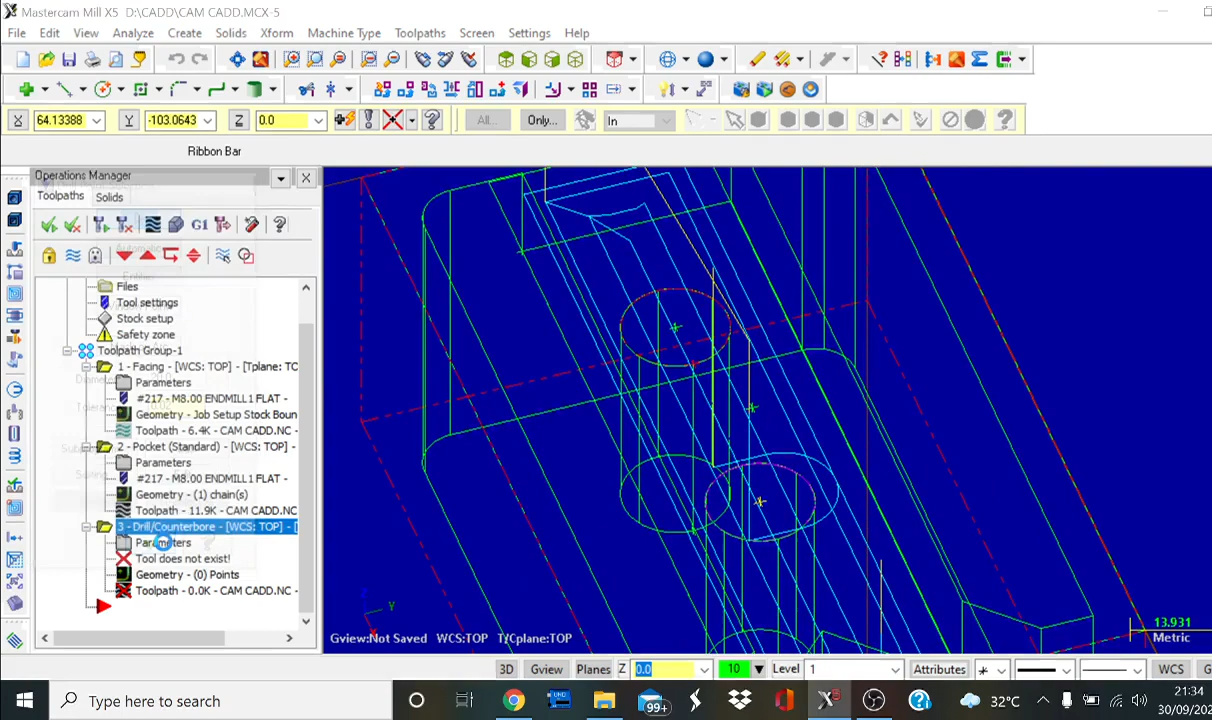 Mastercam Mill X5 D:\CADD\CAM CADD.MCX-5
File Edit View Analyze Create Solids Xform Machine Type Toolpaths Screen Settings Help
X 64.13388 Y -103.0643 Z 0.0 All... Only... In
Ribbon Bar
Operations Manager
Toolpaths Solids
G1
Files
Tool settings
Stock setup
Safety zone
Toolpath Group-1
1 - Facing - [WCS: TOP] - [Tplane: TO
Parameters
#217 - M8.00 ENDMILL1 FLAT -
Geometry - Job Setup Stock Boun
Toolpath - 6.4K - CAM CADD.NC -
2 - Pocket (Standard) - [WCS: TOP] -
Parameters
#217 - M8.00 ENDMILL1 FLAT -
Geometry - (1) chain(s)
Toolpath - 11.9K - CAM CADD.NC -
3 - Drill/Counterbore - [WCS: TOP] - [
Parameters
Tool does not exist!
Geometry - (0) Points
Toolpath - 0.0K - CAM CADD.NC -
Y
Gview:Not Saved WCS:TOP T/Cplane:TOP
13.931
Metric
3D Gview Planes Z 0.0 10 Level 1 Attributes WCS G
Type here to search
99+
32°C
21:34
30/09/202